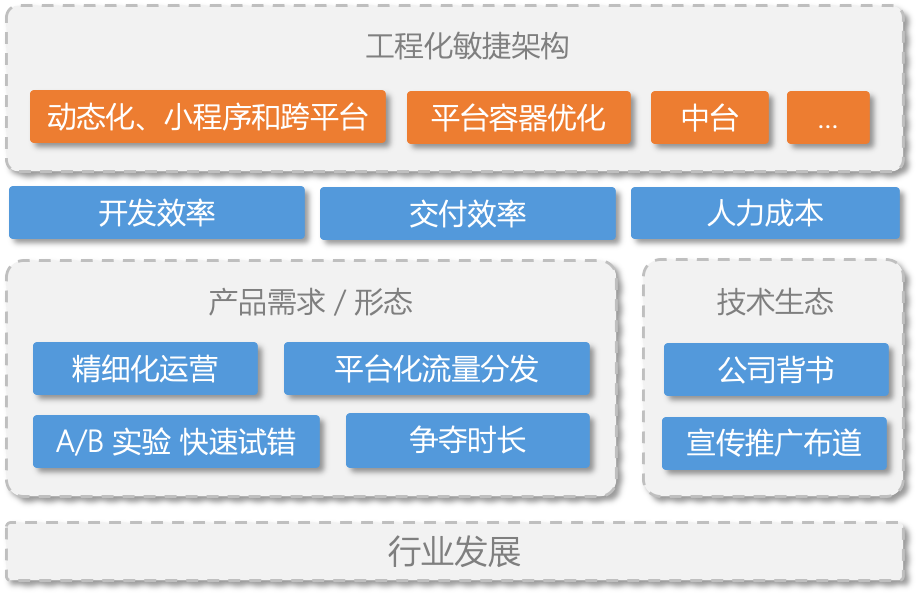 工程化敏捷架构
动态化、小程序和跨平台
平台容器优化
中台
...
开发效率
交付效率
人力成本
产品需求 / 形态
技术生态
精细化运营
平台化流量分发
公司背书
A/B 实验 快速试错
争夺时长
宣传推广布道
行业发展